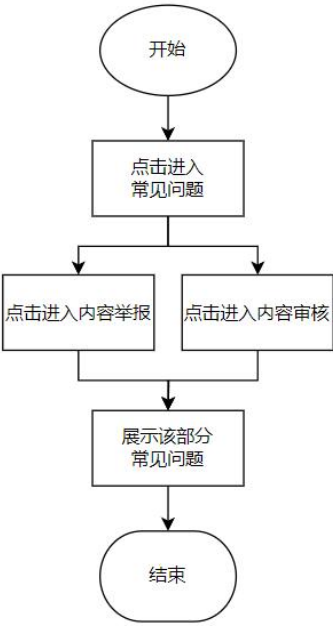 开始
点击进入
常见问题
点击进入内容举报
点击进入内容审核
展示该部分
常见问题
结束